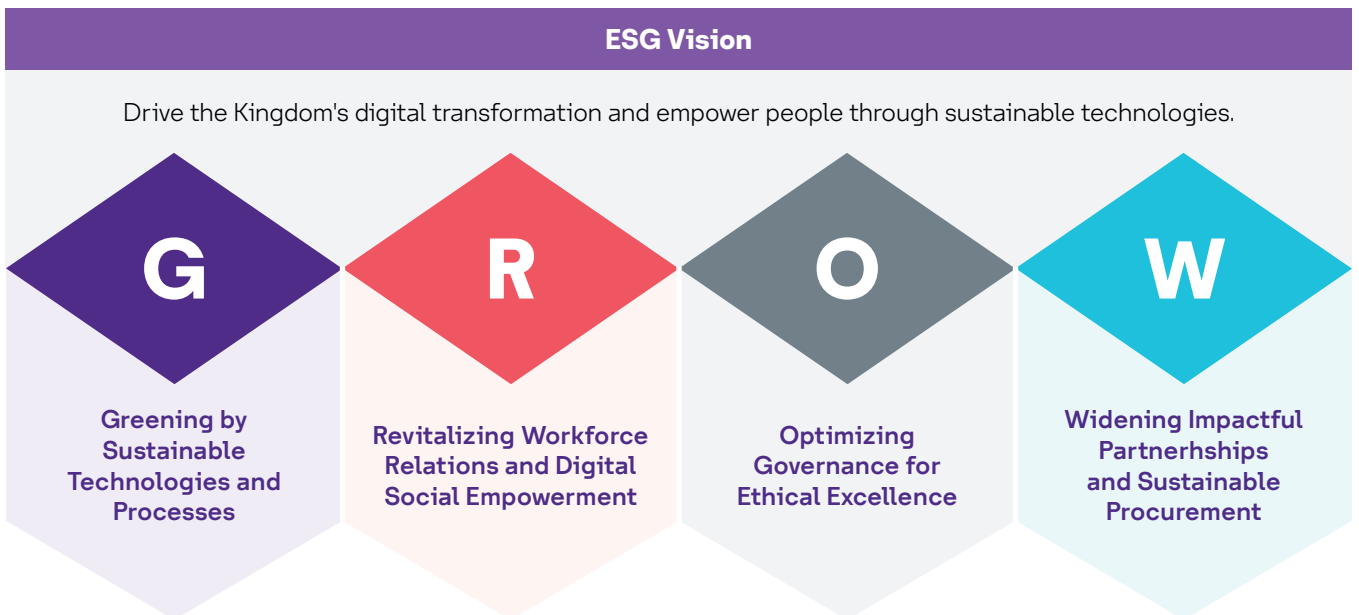 ESG Vision
Drive the Kingdom's digital transformation and empower people through sustainable technologies.
G
R
O
W
Greening by
Sustainable
Technologies and
Processes
Revitalizing Workforce
Relations and Digital
Social Empowerment
Optimizing
Governance for
Ethical Excellence
Widening Impactful
Partnerhships
and Sustainable
Procurement